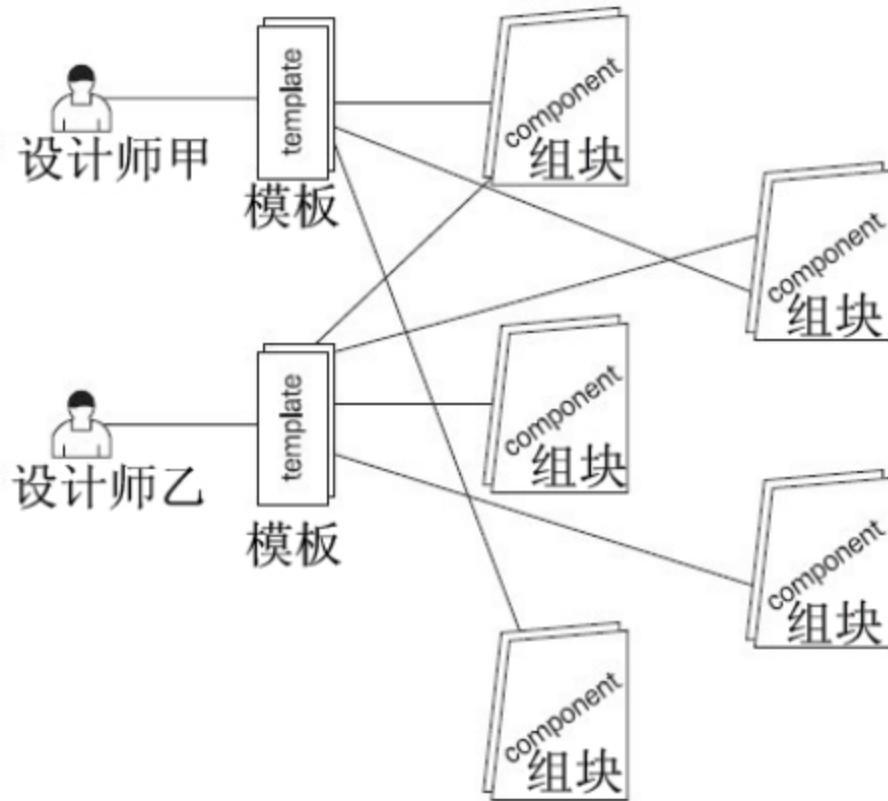 template
component
组块
设计师甲
模板
component
组块
template
component
组块
设计师乙
模板
component
组块
component
组块